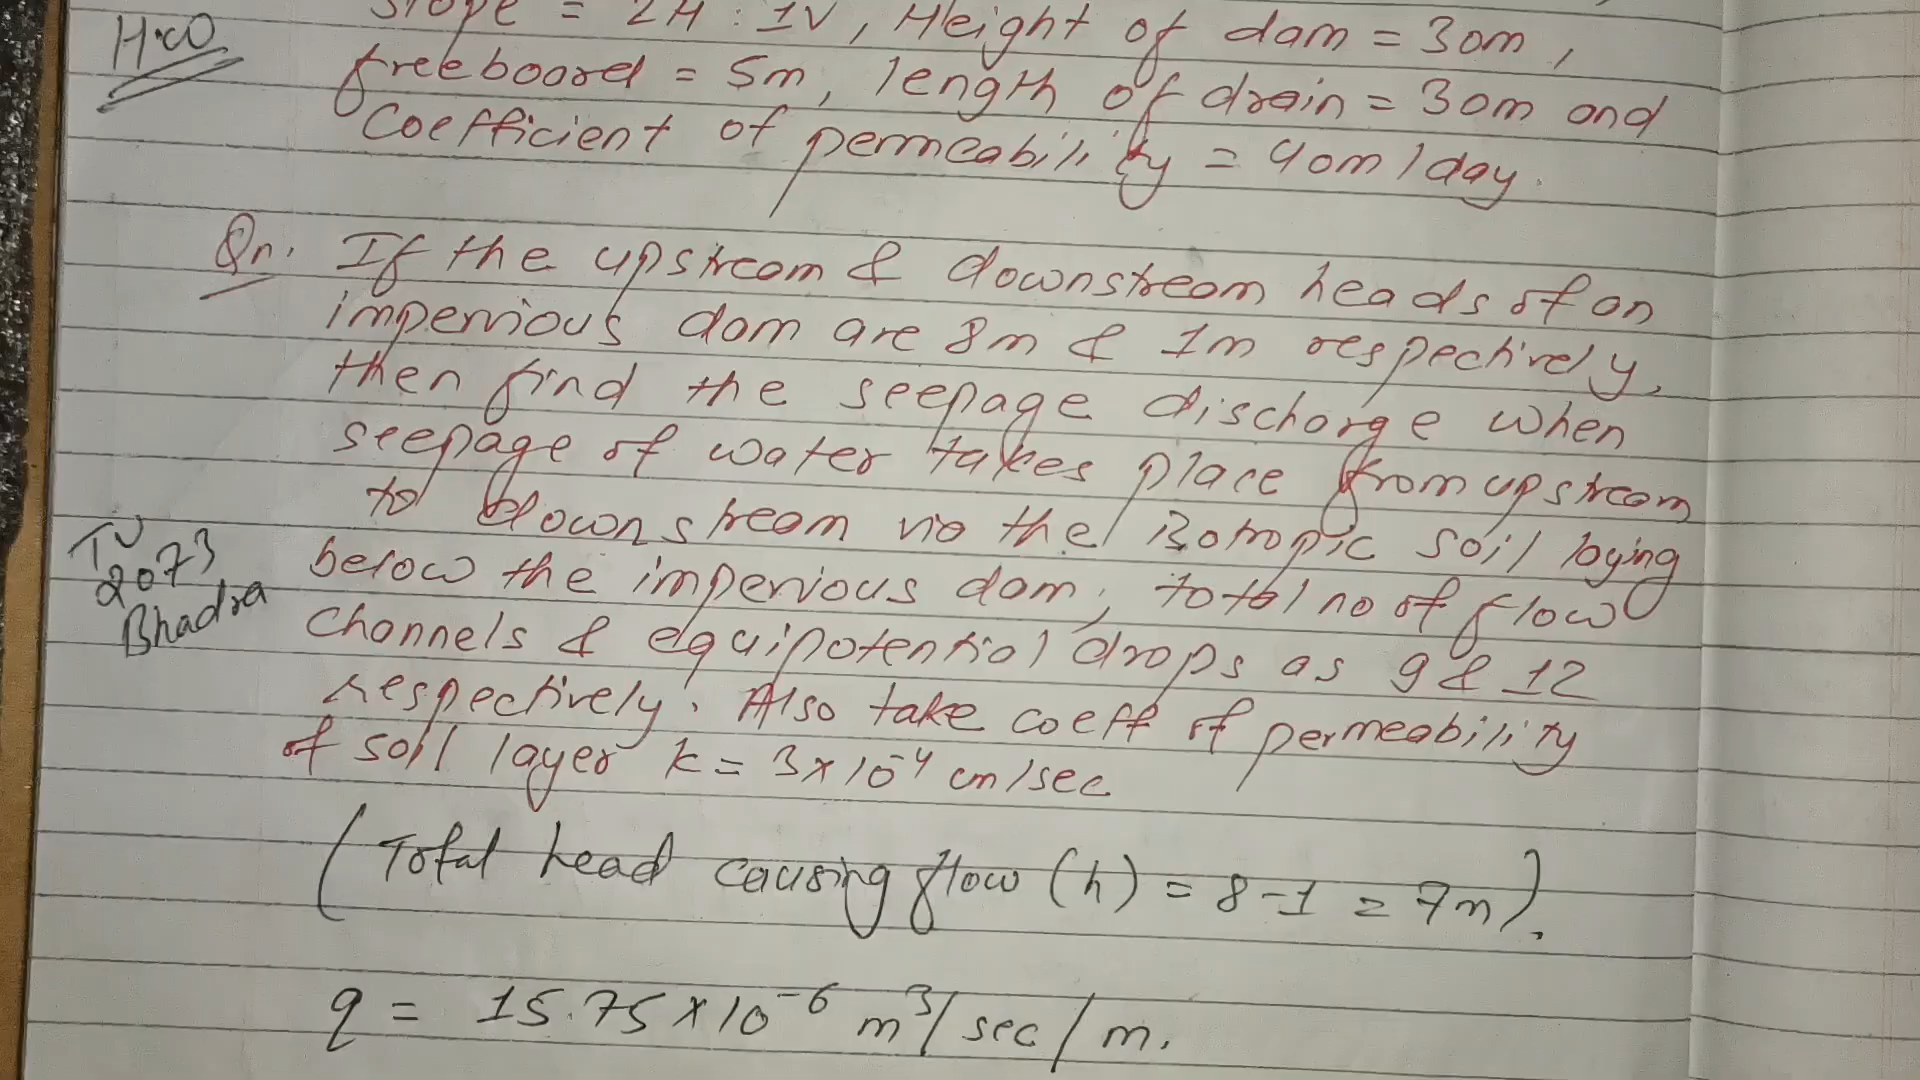 H.W
slope = 2H : 1V, Height of dam = 30m,
freeboard = 5m, length of drain = 30m and
Coefficient of permeability = 40m/day.
Qn. If the upstream & downstream heads of an
impervious dam are 8m & 1m respectively,
then find the seepage discharge when
seepage of water takes place from upstream
to downstream via the isotropic soil laying
TU 2073 Bhadra
below the impervious dam, total no of flow
channels & equipotential drops as 9 & 12
respectively. Also take coeff of permeability
of soil layer k = 3×10⁻⁴ cm/sec
(Total head causing flow (h) = 8-1 = 7m).
q = 15.75 × 10⁻⁶ m³/sec/m.